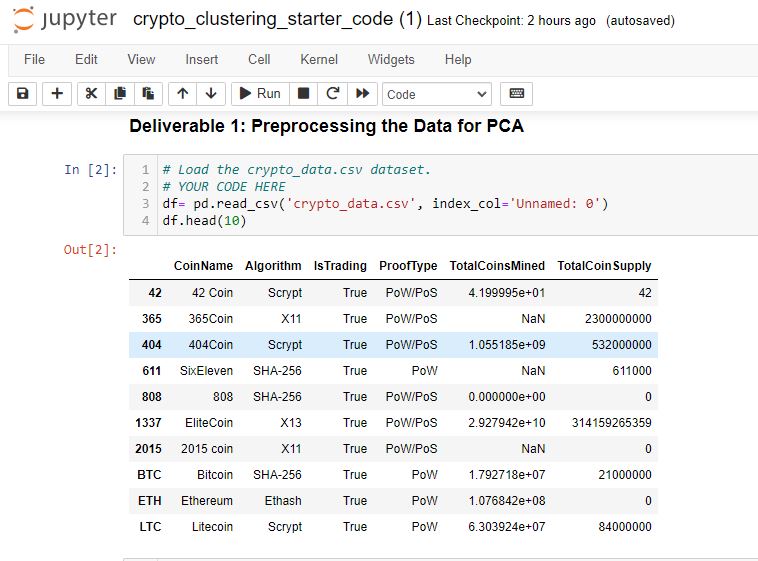 jupyter crypto_clustering_starter_code (1) Last Checkpoint: 2 hours ago (autosaved)
File Edit View Insert Cell Kernel Widgets Help
Run Code
Deliverable 1: Preprocessing the Data for PCA
In [2]: 1 # Load the crypto_data.csv dataset.
2 # YOUR CODE HERE
3 df= pd.read_csv('crypto_data.csv', index_col='Unnamed: 0')
4 df.head(10)
Out[2]:
CoinName Algorithm IsTrading ProofType TotalCoinsMined TotalCoinSupply
42 42 Coin Scrypt True PoW/PoS 4.199995e+01 42
365 365Coin X11 True PoW/PoS NaN 2300000000
404 404Coin Scrypt True PoW/PoS 1.055185e+09 532000000
611 SixEleven SHA-256 True PoW NaN 611000
808 808 SHA-256 True PoW/PoS 0.000000e+00 0
1337 EliteCoin X13 True PoW/PoS 2.927942e+10 314159265359
2015 2015 coin X11 True PoW/PoS NaN 0
BTC Bitcoin SHA-256 True PoW 1.792718e+07 21000000
ETH Ethereum Ethash True PoW 1.076842e+08 0
LTC Litecoin Scrypt True PoW 6.303924e+07 84000000